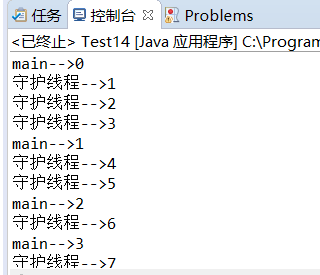 任务 控制台 Problems
<已终止> Test14 [Java 应用程序] C:\Program
main-->0
守护线程-->1
守护线程-->2
守护线程-->3
main-->1
守护线程-->4
守护线程-->5
main-->2
守护线程-->6
main-->3
守护线程-->7